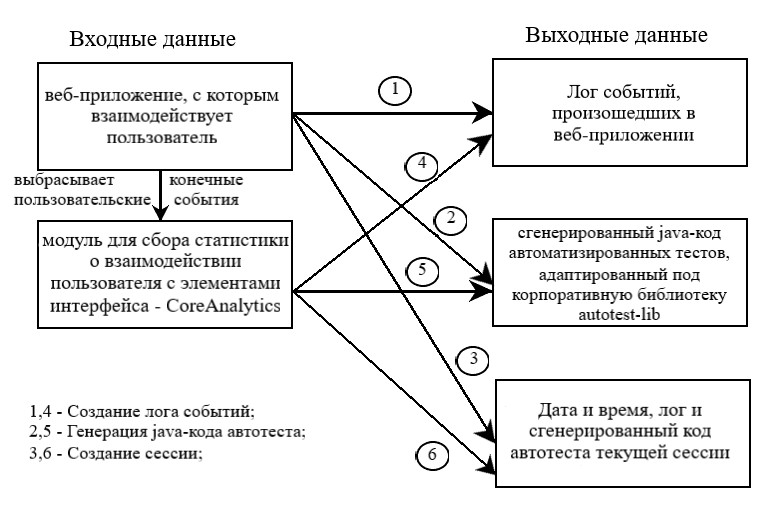 Входные данные
Выходные данные
веб-приложение, с которым
взаимодействует
пользователь
1
Лог событий,
произошедших в
веб-приложении
4
выбрасывает конечные
пользовательские события
2
модуль для сбора статистики
о взаимодействии
пользователя с элементами
интерфейса - CoreAnalytics
5
сгенерированный java-код
автоматизированных тестов,
адаптированный под
корпоративную библиотеку
autotest-lib
3
1,4 - Создание лога событий;
2,5 - Генерация java-кода автотеста;
3,6 - Создание сессии;
6
Дата и время, лог и
сгенерированный код
автотеста текущей сессии